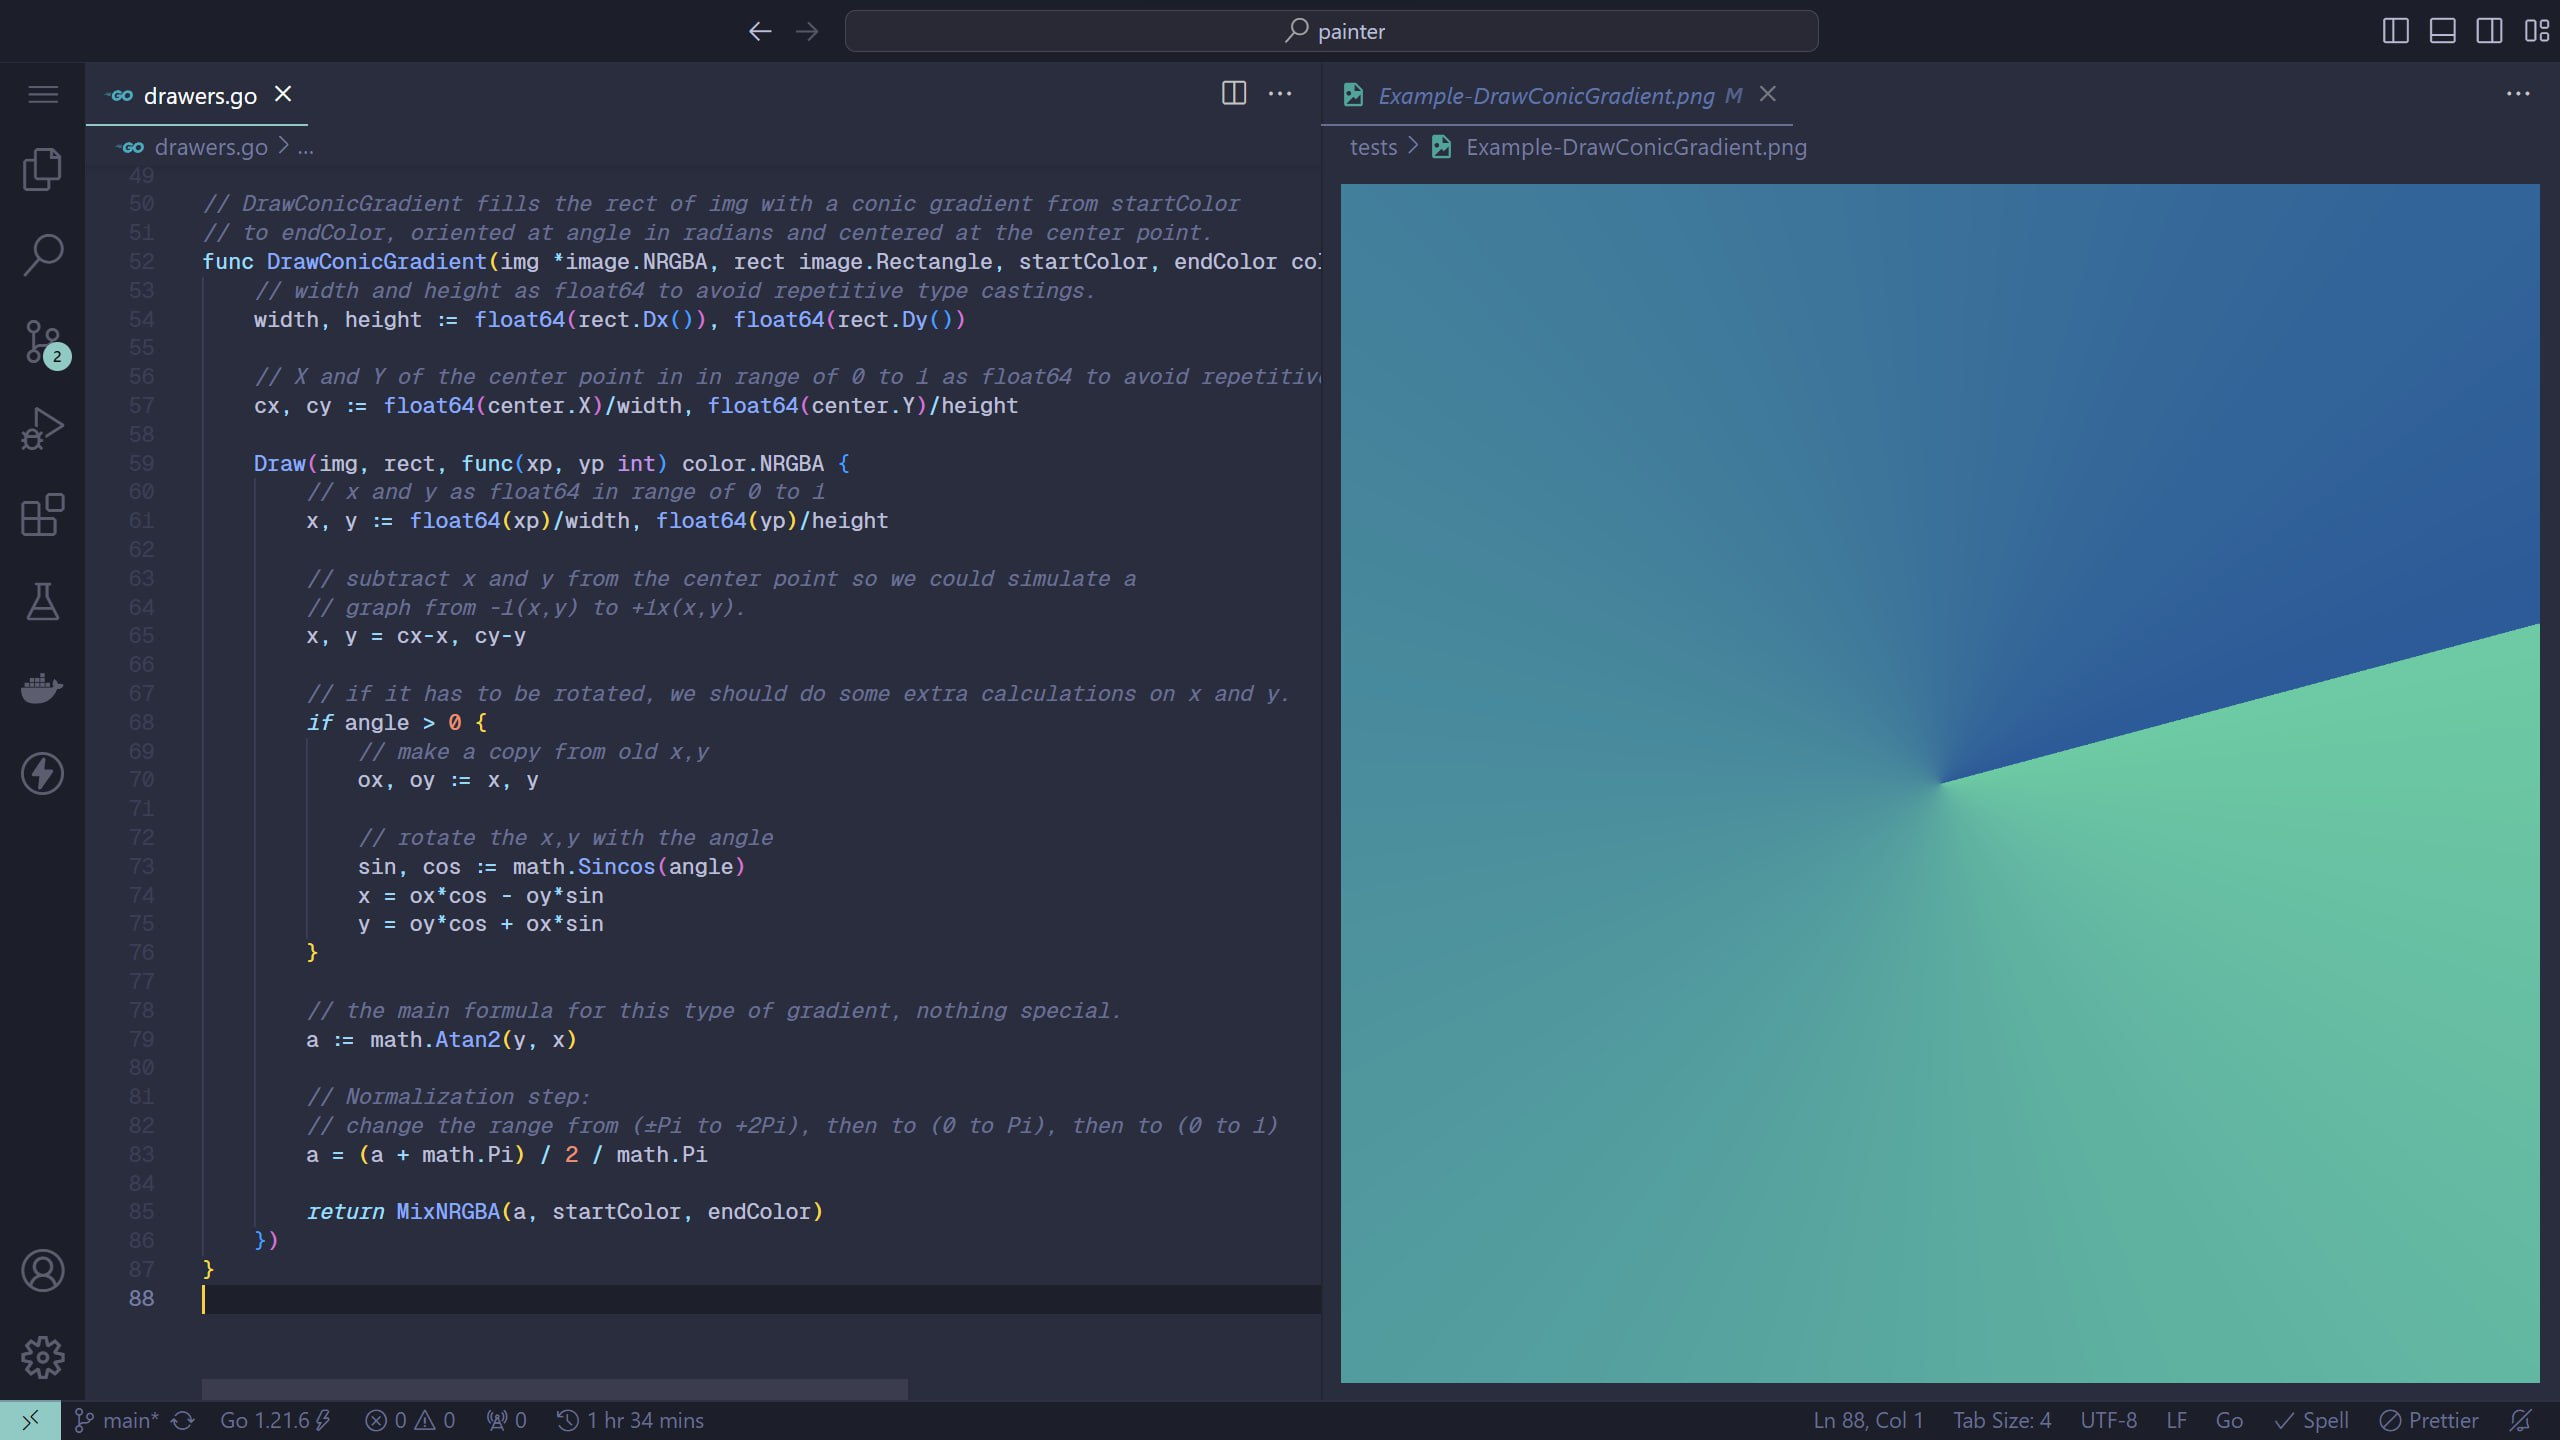 painter
drawers.go
Example-DrawConicGradient.png M
drawers.go > ...
tests > Example-DrawConicGradient.png
49
50 // DrawConicGradient fills the rect of img with a conic gradient from startColor
51 // to endColor, oriented at angle in radians and centered at the center point.
52 func DrawConicGradient(img *image.NRGBA, rect image.Rectangle, startColor, endColor col
53 // width and height as float64 to avoid repetitive type castings.
54 width, height := float64(rect.Dx()), float64(rect.Dy())
55
56 // X and Y of the center point in in range of 0 to 1 as float64 to avoid repetitive
57 cx, cy := float64(center.X)/width, float64(center.Y)/height
58
59 Draw(img, rect, func(xp, yp int) color.NRGBA {
60 // x and y as float64 in range of 0 to 1
61 x, y := float64(xp)/width, float64(yp)/height
62
63 // subtract x and y from the center point so we could simulate a
64 // graph from -1(x,y) to +1x(x,y).
65 x, y = cx-x, cy-y
66
67 // if it has to be rotated, we should do some extra calculations on x and y.
68 if angle > 0 {
69 // make a copy from old x,y
70 ox, oy := x, y
71
72 // rotate the x,y with the angle
73 sin, cos := math.Sincos(angle)
74 x = ox*cos - oy*sin
75 y = oy*cos + ox*sin
76 }
77
78 // the main formula for this type of gradient, nothing special.
79 a := math.Atan2(y, x)
80
81 // Normalization step:
82 // change the range from (±Pi to +2Pi), then to (0 to Pi), then to (0 to 1)
83 a = (a + math.Pi) / 2 / math.Pi
84
85 return MixNRGBA(a, startColor, endColor)
86 })
87 }
88
2
main* Go 1.21.6 0 0 0 1 hr 34 mins Ln 88, Col 1 Tab Size: 4 UTF-8 LF Go Spell Prettier